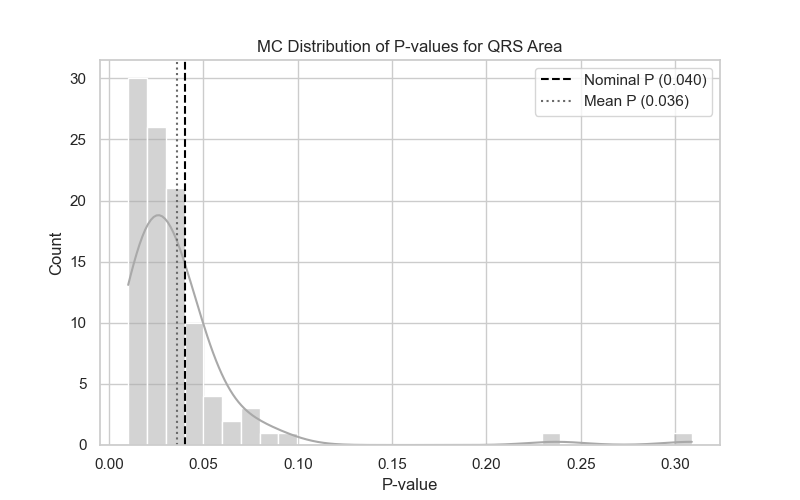 MC Distribution of P-values for QRS Area
Nominal P (0.040)
Mean P (0.036)
Count
30
25
20
15
10
5
0
0.00 0.05 0.10 0.15 0.20 0.25 0.30
P-value